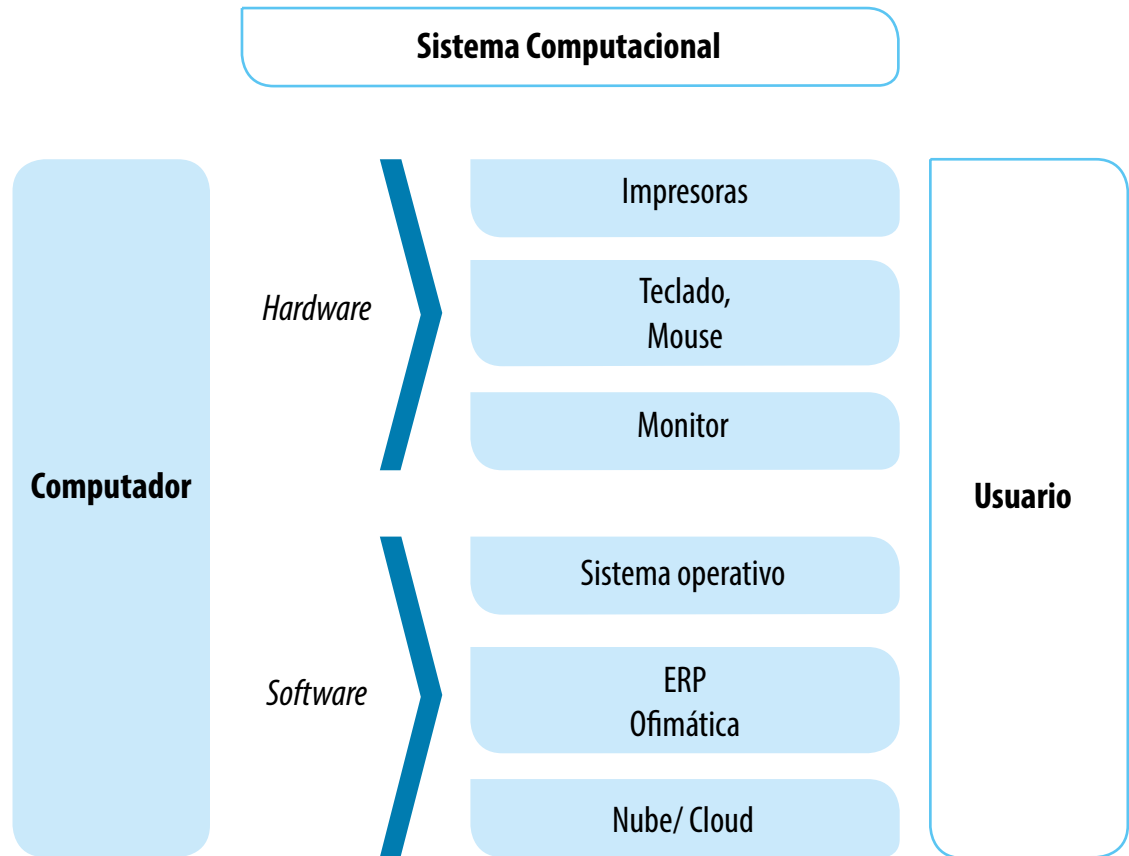 Sistema Computacional
Computador
Hardware
Impresoras
Teclado,
Mouse
Monitor
Software
Sistema operativo
ERP
Ofimática
Nube/ Cloud
Usuario